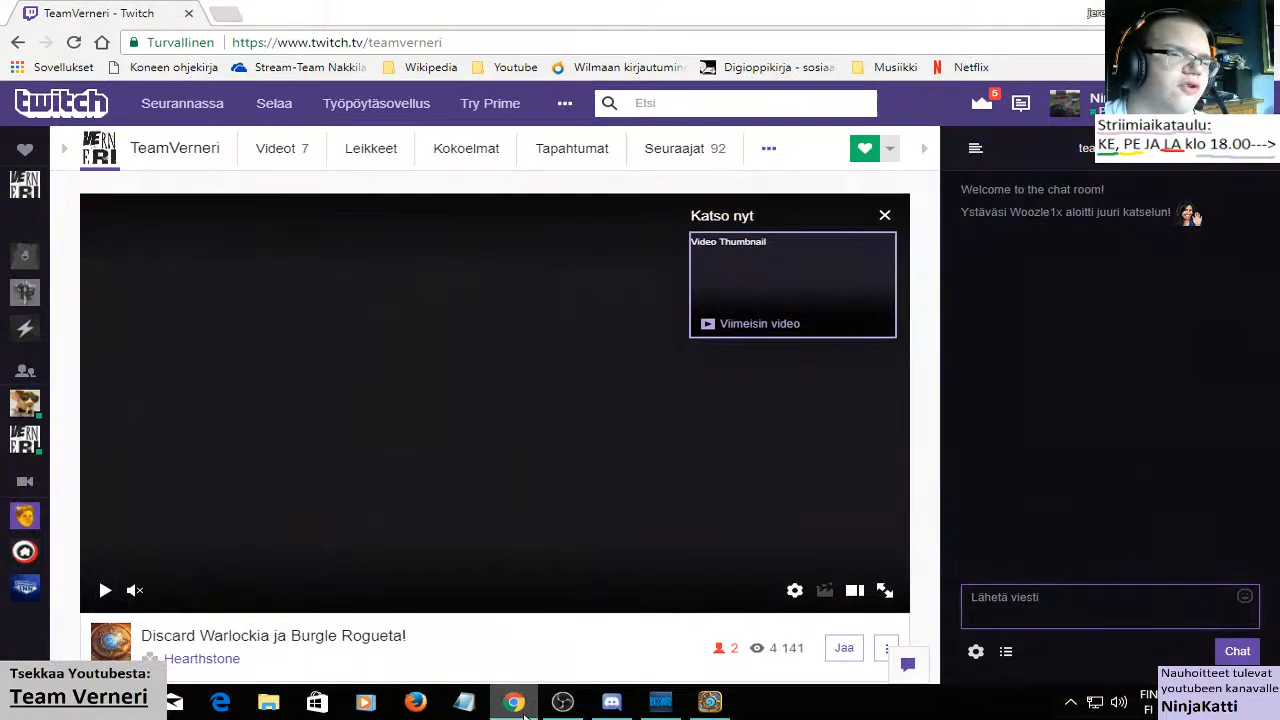 TeamVerneri - Twitch
Turvallinen
https://www.twitch.tv/teamverneri
Sovellukset
Koneen ohjekirja
Stream-Team Nakkila
Wikipedia
Youtube
Wilmaan kirjautumin
Digioppikirja - sosiaa
Musiikki
Netflix
twitch
Seurannassa
Selaa
Työpöytäsovellus
Try Prime
Etsi
5
Striimiaikataulu:
KE, PE JA LA klo 18.00--->
VERNERI
TeamVerneri
Videot 7
Leikkeet
Kokoelmat
Tapahtumat
Seuraajat 92
Welcome to the chat room!
Ystäväsi Woozle1x aloitti juuri katselun!
Katso nyt
Video Thumbnail
Viimeisin video
Lähetä viesti
Discard Warlockia ja Burgle Rogueta!
Hearthstone
2
4 141
Jaa
Chat
Tsekkaa Youtubesta:
Team Verneri
FIN
FI
Nauhoitteet tulevat
youtubeen kanavalle
NinjaKatti